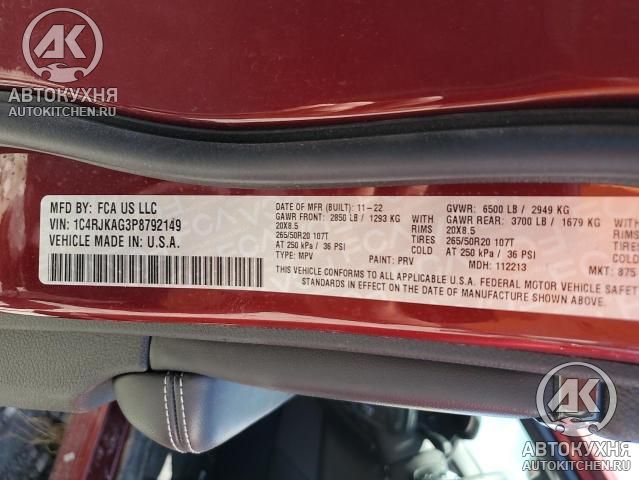 AK
АВТОКУХНЯ
AUTOKITCHEN.RU
MFD BY: FCA US LLC
VIN: 1C4RJKAG3P8792149
VEHICLE MADE IN: U.S.A.
DATE OF MFR (BUILT): 11-22
GAWR FRONT: 2850 LB / 1293 KG
20X8.5 RIMS
265/50R20 107T WITH
AT 250 kPa / 36 PSI
TYPE: MPV PAINT: PRV
GVWR: 6500 LB / 2949 KG
GAWR REAR: 3700 LB / 1679 KG WITH
20X8.5 RIMS
265/50R20 107T
AT 250 kPa / 36 PSI
MDH: 112213 MKT: 875
THIS VEHICLE CONFORMS TO ALL APPLICABLE U.S.A. FEDERAL MOTOR VEHICLE SAFETY
STANDARDS IN EFFECT ON THE DATE OF MANUFACTURE SHOWN ABOVE.
AK
АВТОКУХНЯ
WWW.AUTOKITCHEN.RU